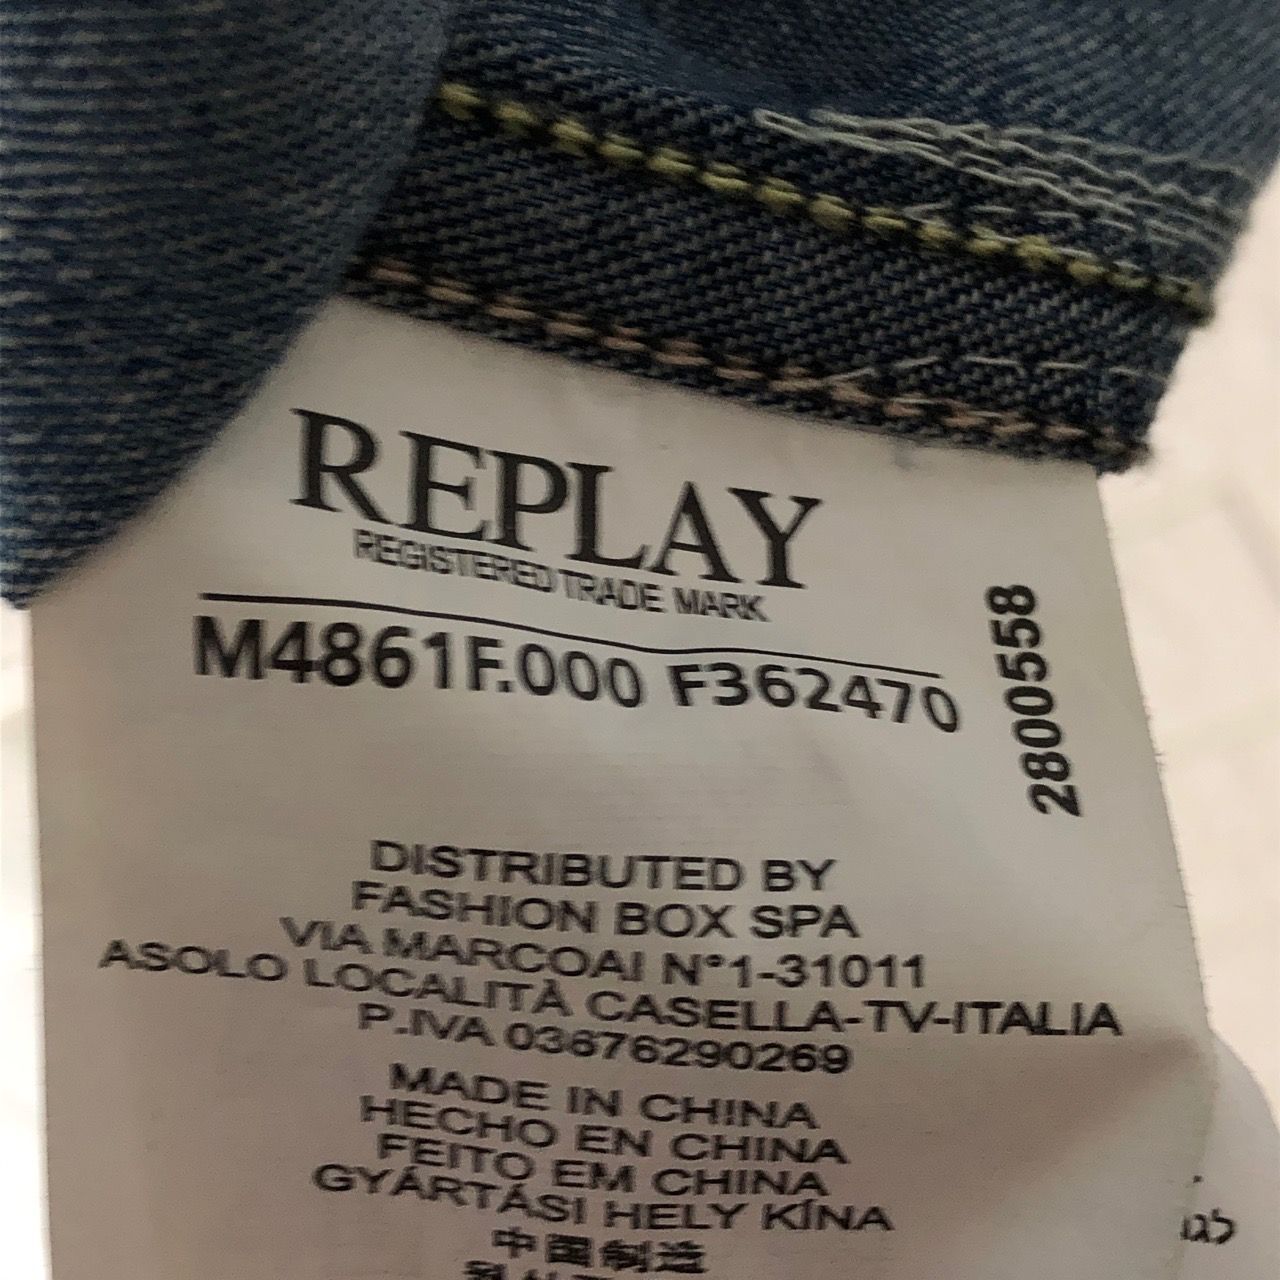 REPLAY
REGISTERED TRADE MARK
M4861F.000 F362470
2800558
DISTRIBUTED BY
FASHION BOX SPA
VIA MARCOAI N°1-31011
ASOLO LOCALITÀ CASELLA-TV-ITALIA
P.IVA 03676290269
MADE IN CHINA
HECHO EN CHINA
FEITO EM CHINA
GYÁRTÁSI HELY KÍNA
中国制造